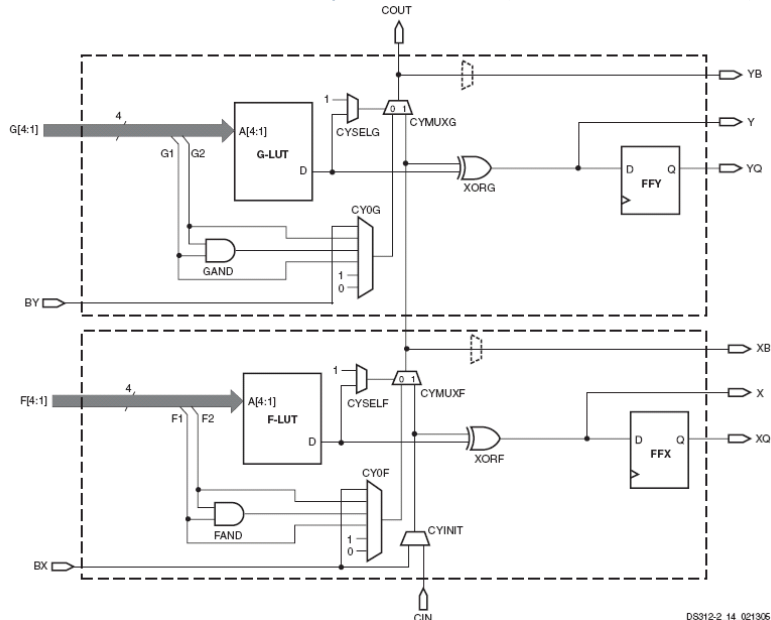 COUT
YB
4
1
0 1
G[4:1]
A[4:1]
CYSELG
CYMUXG
Y
G1
G2
G-LUT
D
D
Q
YQ
FFY
XORG
CY0G
GAND
1
0
BY
XB
4
1
0 1
F[4:1]
A[4:1]
CYSELF
CYMUXF
X
F1
F2
F-LUT
D
D
Q
XQ
FFX
XORF
CY0F
FAND
1
0
CYINIT
BX
CIN
DS312-2_14_021305